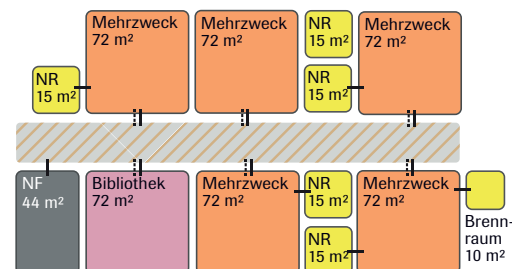 Mehrzweck
72 m²
Mehrzweck
72 m²
NR
15 m²
Mehrzweck
72 m²
NR
15 m²
NR
15 m²
NF
44 m²
Bibliothek
72 m²
Mehrzweck
72 m²
NR
15 m²
Mehrzweck
72 m²
Brenn-
raum
10 m²
NR
15 m²